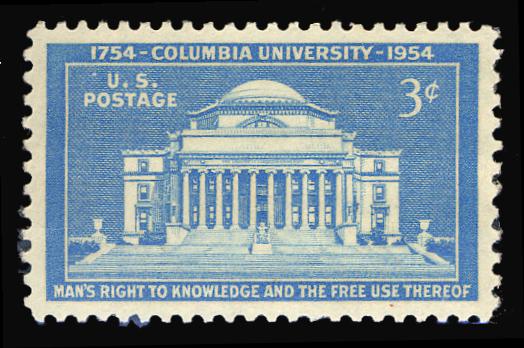 1754 - COLUMBIA UNIVERSITY - 1954
U. S.
POSTAGE
3¢
MAN'S RIGHT TO KNOWLEDGE AND THE FREE USE THEREOF